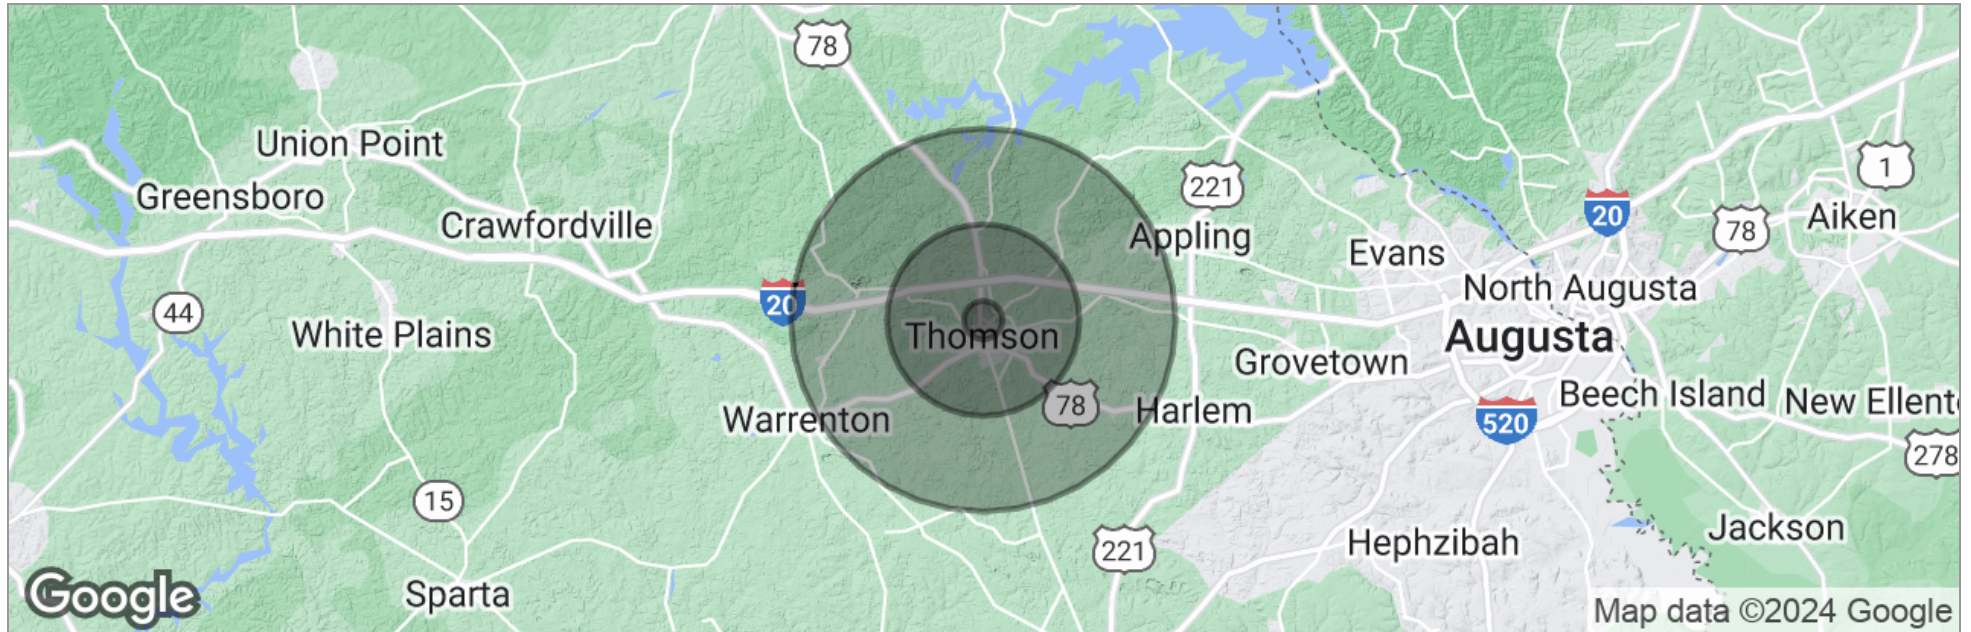 78
Union Point
1
221
Greensboro
20
Aiken
78
Crawfordville
Appling
Evans
North Augusta
20
44
White Plains
Thomson
Augusta
Grovetown
Beech Island
New Ellent
78
Harlem
Warrenton
520
278
15
Jackson
Hephzibah
221
Sparta
Google
Map data ©2024 Google